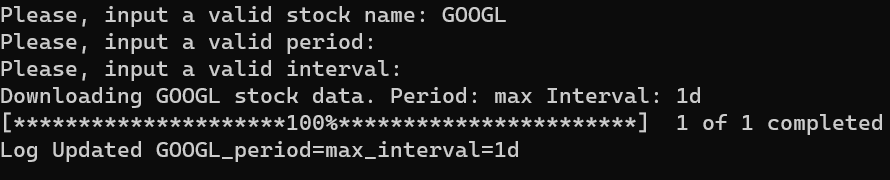 Please, input a valid stock name: GOOGL
Please, input a valid period:
Please, input a valid interval:
Downloading GOOGL stock data. Period: max Interval: 1d
[*********************100%***********************]  1 of 1 completed
Log Updated GOOGL_period=max_interval=1d